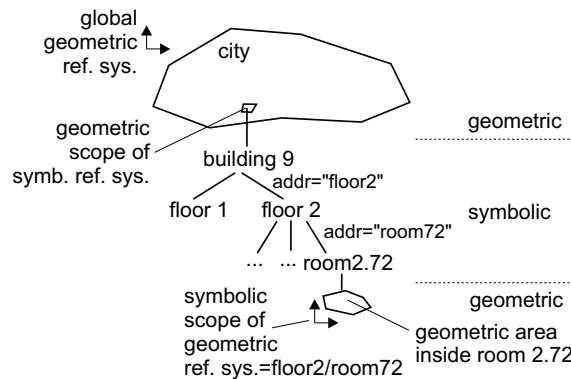 global
geometric
ref. sys.
city
geometric
scope of
symb. ref. sys.
geometric
building 9
addr="floor2"
floor 1
floor 2
symbolic
addr="room72"
... ... room2.72
symbolic
scope of
geometric
ref. sys.=floor2/room72
geometric
geometric area
inside room 2.72